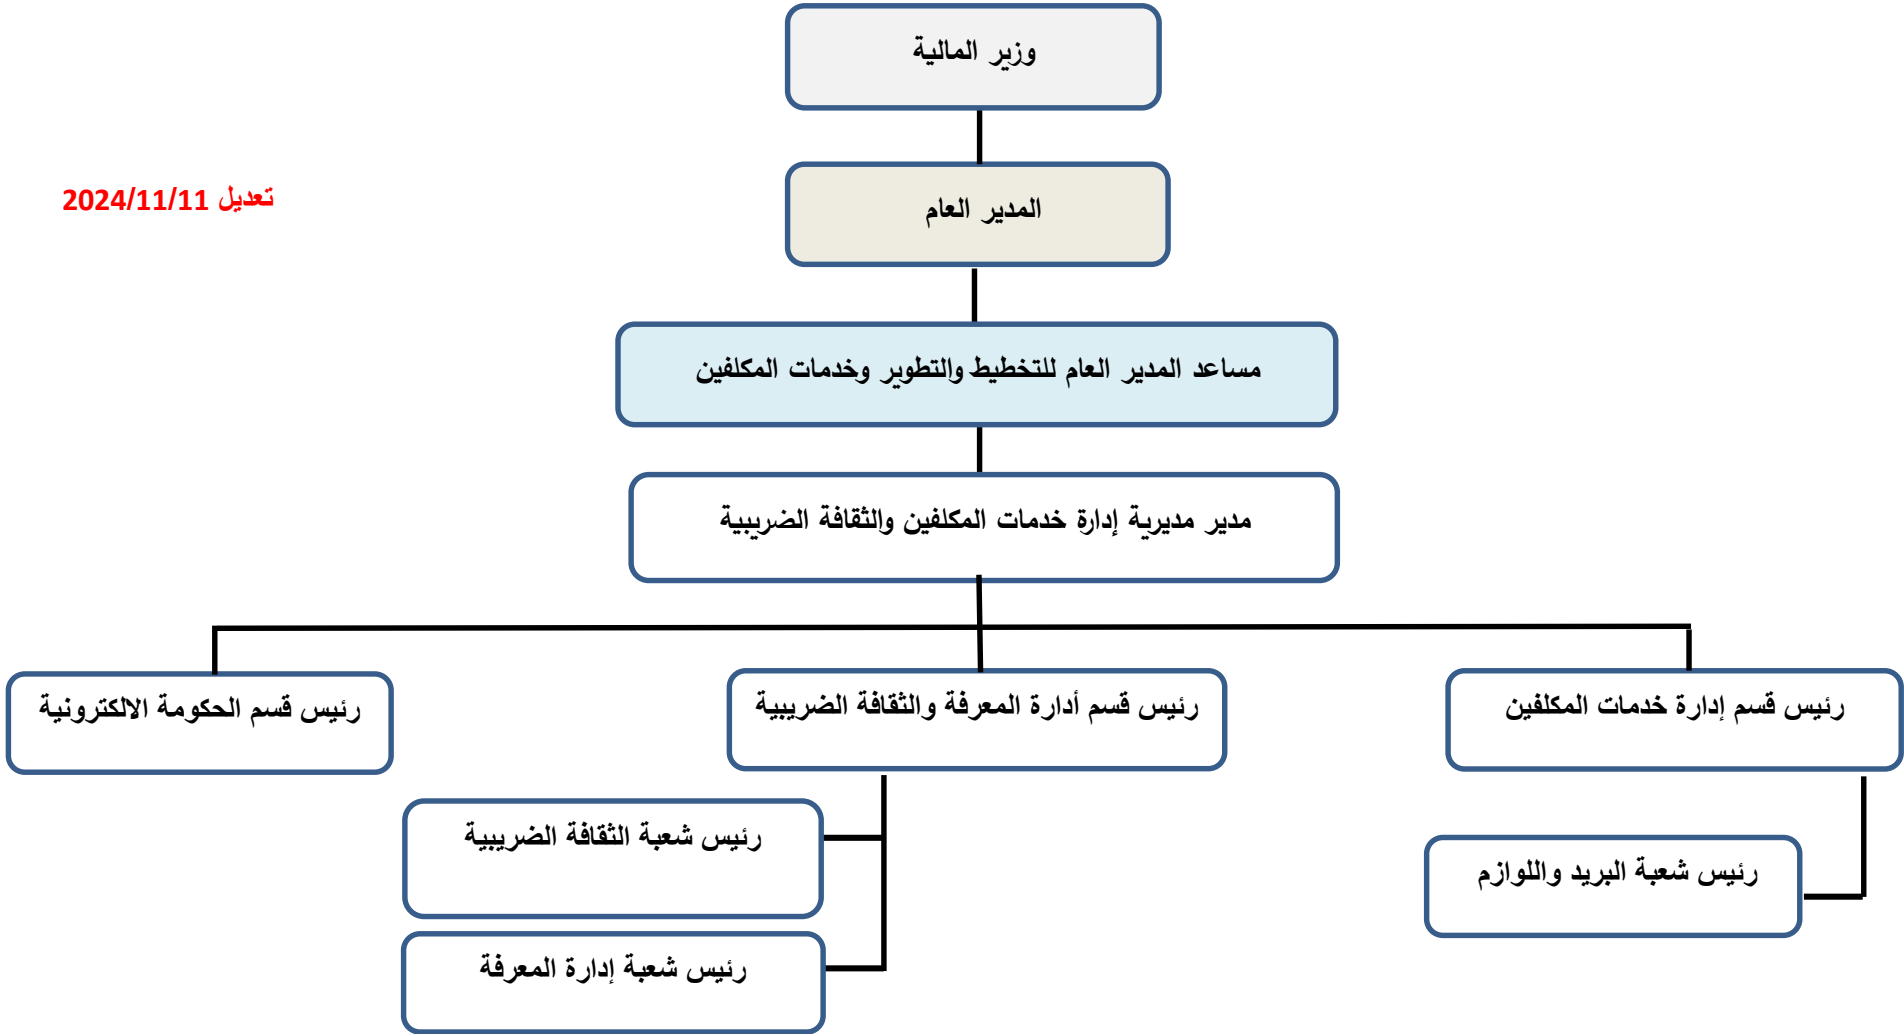 وزير المالية
تعديل 2024/11/11
المدير العام
مساعد المدير العام للتخطيط والتطوير وخدمات المكلفين
مدير مديرية إدارة خدمات المكلفين والثقافة الضريبية
رئيس قسم إدارة خدمات المكلفين
رئيس قسم أدارة المعرفة والثقافة الضريبية
رئيس قسم الحكومة الالكترونية
رئيس شعبة البريد واللوازم
رئيس شعبة الثقافة الضريبية
رئيس شعبة إدارة المعرفة